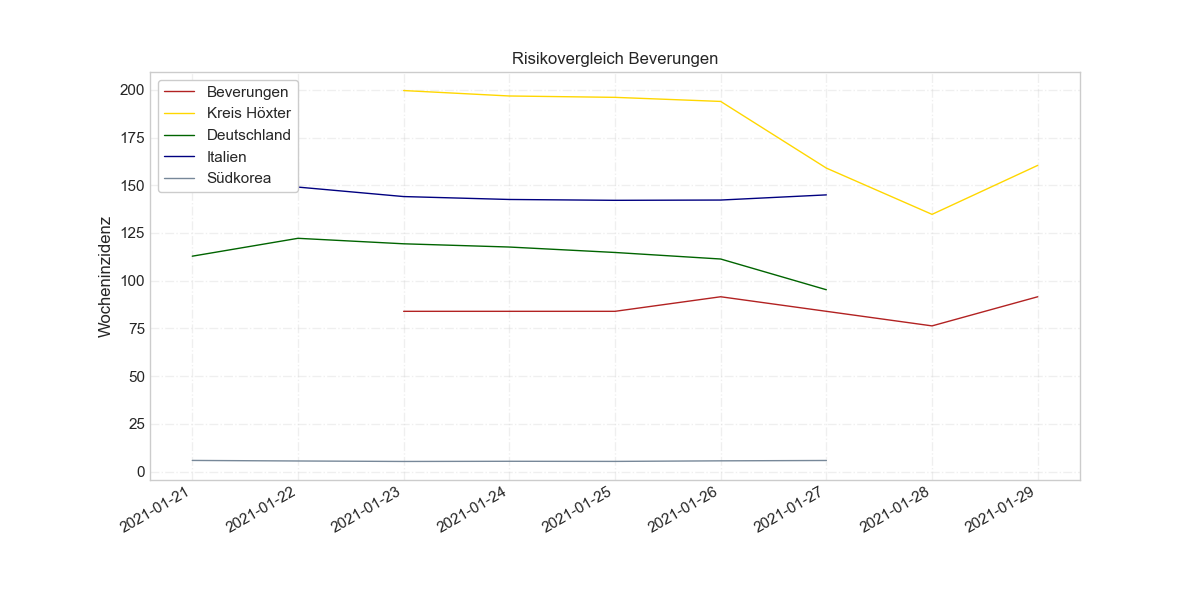 Risikovergleich Beverungen
Beverungen
Kreis Höxter
Deutschland
Italien
Südkorea
Wocheninzidenz
200
175
150
125
100
75
50
25
0
2021-01-21
2021-01-22
2021-01-23
2021-01-24
2021-01-25
2021-01-26
2021-01-27
2021-01-28
2021-01-29